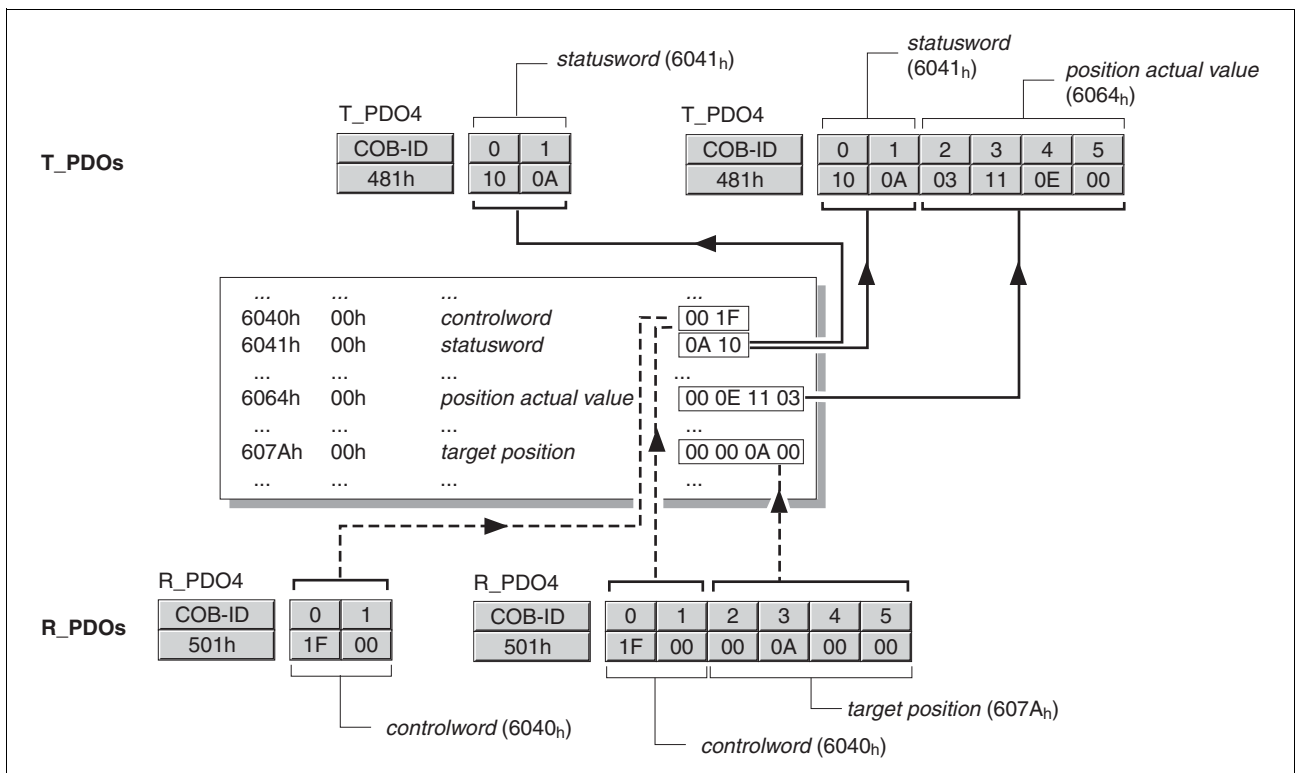 statusword (6041h)
statusword
(6041h)
position actual value
(6064h)
T_PDOs
T_PDO4
COB-ID 0 1
481h 10 0A
T_PDO4
COB-ID 0 1 2 3 4 5
481h 10 0A 03 11 0E 00
... ... ... ...
6040h 00h controlword 00 1F
6041h 00h statusword 0A 10
... ... ... ...
6064h 00h position actual value 00 0E 11 03
... ... ... ...
607Ah 00h target position 00 00 0A 00
... ... ... ...
R_PDOs
R_PDO4
COB-ID 0 1
501h 1F 00
R_PDO4
COB-ID 0 1 2 3 4 5
501h 1F 00 00 0A 00 00
controlword (6040h)
controlword (6040h)
target position (607Ah)